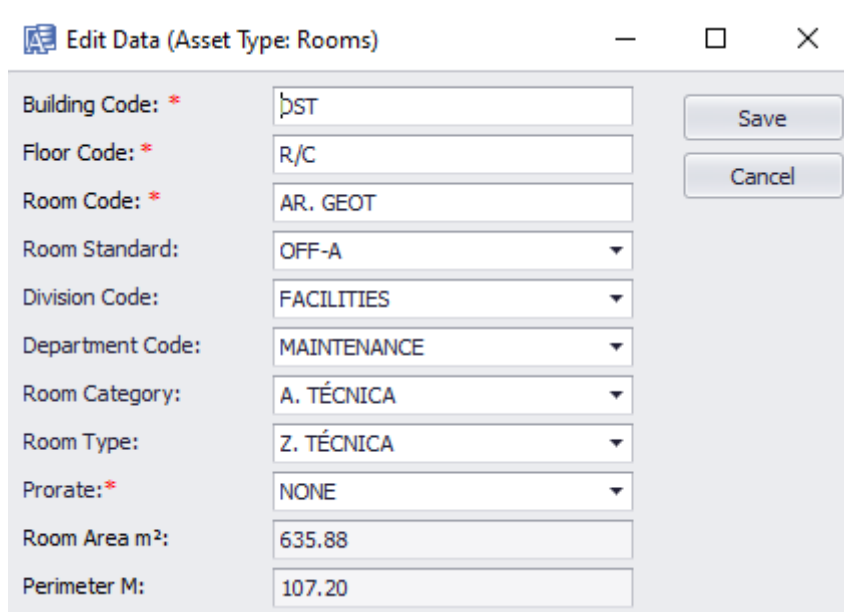 Edit Data (Asset Type: Rooms)
Building Code: *
Save
Floor Code: * R/C
Cancel
Room Code: * AR. GEOT
Room Standard: OFF-A
Division Code: FACILITIES
Department Code: MAINTENANCE
Room Category: A. TÉCNICA
Room Type: Z. TÉCNICA
Prorate:* NONE
Room Area m²: 635.88
Perimeter M: 107.20